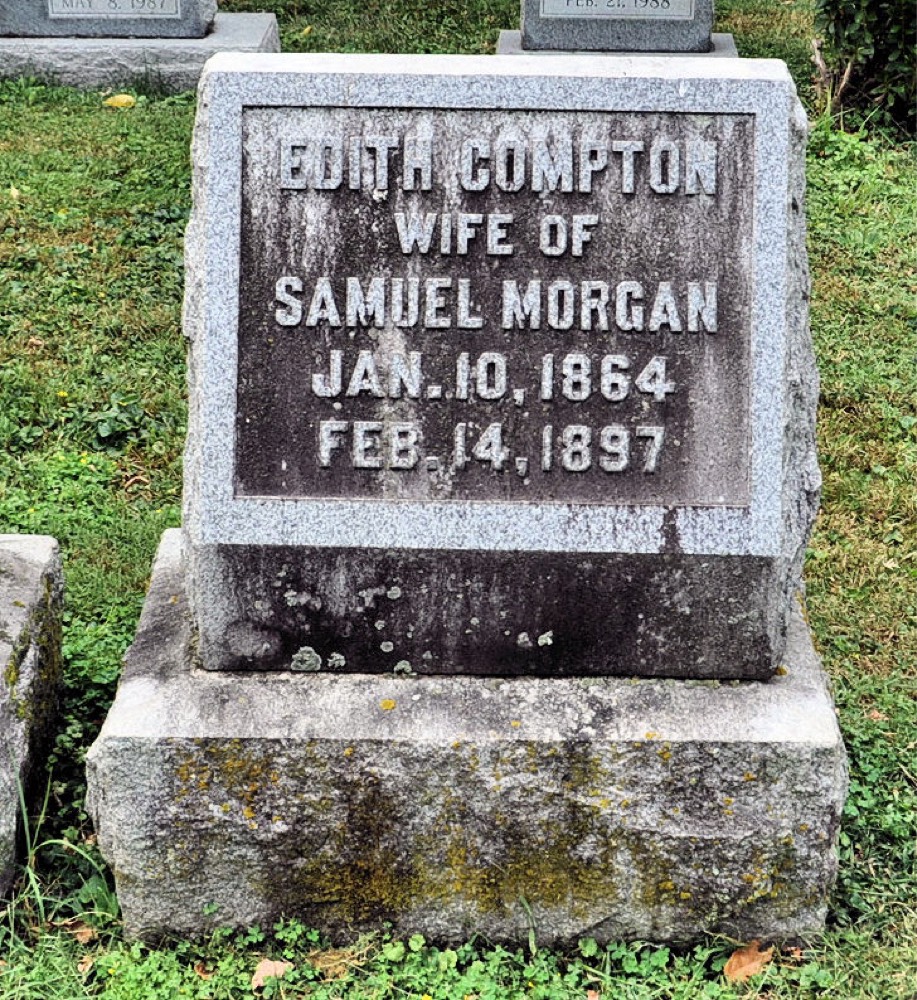 MAY 8, 1987
FEB. 21, 1988
EDITH COMPTON
WIFE OF
SAMUEL MORGAN
JAN. 10, 1864
FEB. 14, 1897